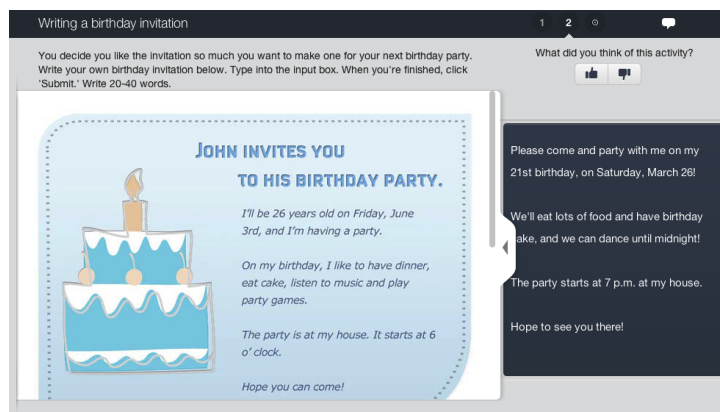 Writing a birthday invitation
1 2
You decide you like the invitation so much you want to make one for your next birthday party.
Write your own birthday invitation below. Type into the input box. When you're finished, click
'Submit.' Write 20-40 words.
What did you think of this activity?
JOHN INVITES YOU
TO HIS BIRTHDAY PARTY.
I'll be 26 years old on Friday, June
3rd, and I'm having a party.
On my birthday, I like to have dinner,
eat cake, listen to music and play
party games.
The party is at my house. It starts at 6
o' clock.
Hope you can come!
Please come and party with me on my
21st birthday, on Saturday, March 26!
We'll eat lots of food and have birthday
cake, and we can dance until midnight!
The party starts at 7 p.m. at my house.
Hope to see you there!